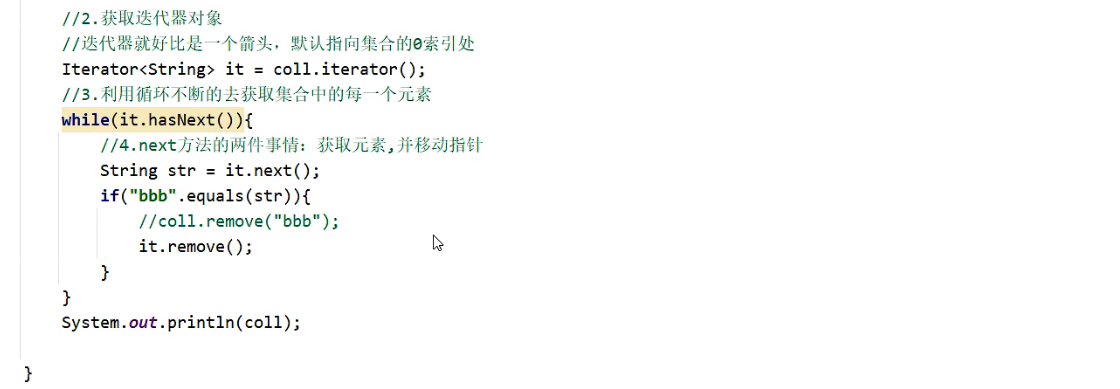 //2.获取迭代器对象
//迭代器就好比是一个箭头，默认指向集合的0索引处
Iterator<String> it = coll.iterator();
//3.利用循环不断的去获取集合中的每一个元素
while(it.hasNext()){
//4.next方法的两件事情：获取元素,并移动指针
String str = it.next();
if("bbb".equals(str)){
//coll.remove("bbb");
it.remove();
}
}
System.out.println(coll);
}